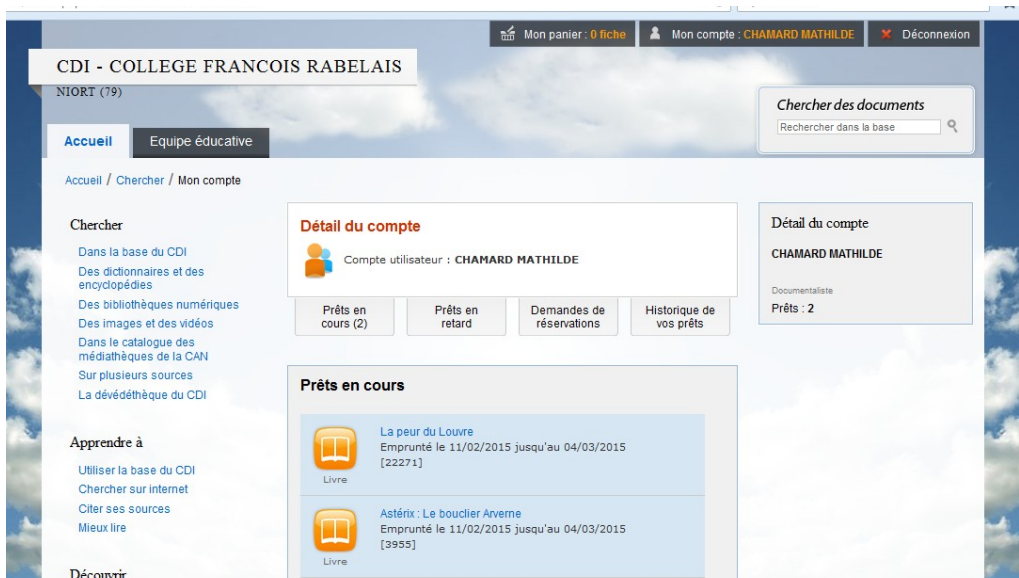 Mon panier : 0 fiche
Mon compte : CHAMARD MATHILDE
Déconnexion
CDI - COLLEGE FRANCOIS RABELAIS
NIORT (79)
Chercher des documents
Rechercher dans la base
Accueil
Equipe éducative
Accueil / Chercher / Mon compte
Chercher
Dans la base du CDI
Des dictionnaires et des
encyclopédies
Des bibliothèques numériques
Des images et des vidéos
Dans le catalogue des
médiathèques de la CAN
Sur plusieurs sources
La dévédéthèque du CDI
Apprendre à
Utiliser la base du CDI
Chercher sur internet
Citer ses sources
Mieux lire
Découvrir
Détail du compte
Compte utilisateur : CHAMARD MATHILDE
Prêts en
cours (2)
Prêts en
retard
Demandes de
réservations
Historique de
vos prêts
Prêts en cours
La peur du Louvre
Emprunté le 11/02/2015 jusqu'au 04/03/2015
[22271]
Livre
Astérix : Le bouclier Arverne
Emprunté le 11/02/2015 jusqu'au 04/03/2015
[3955]
Livre
Détail du compte
CHAMARD MATHILDE
Documentaliste
Prêts : 2